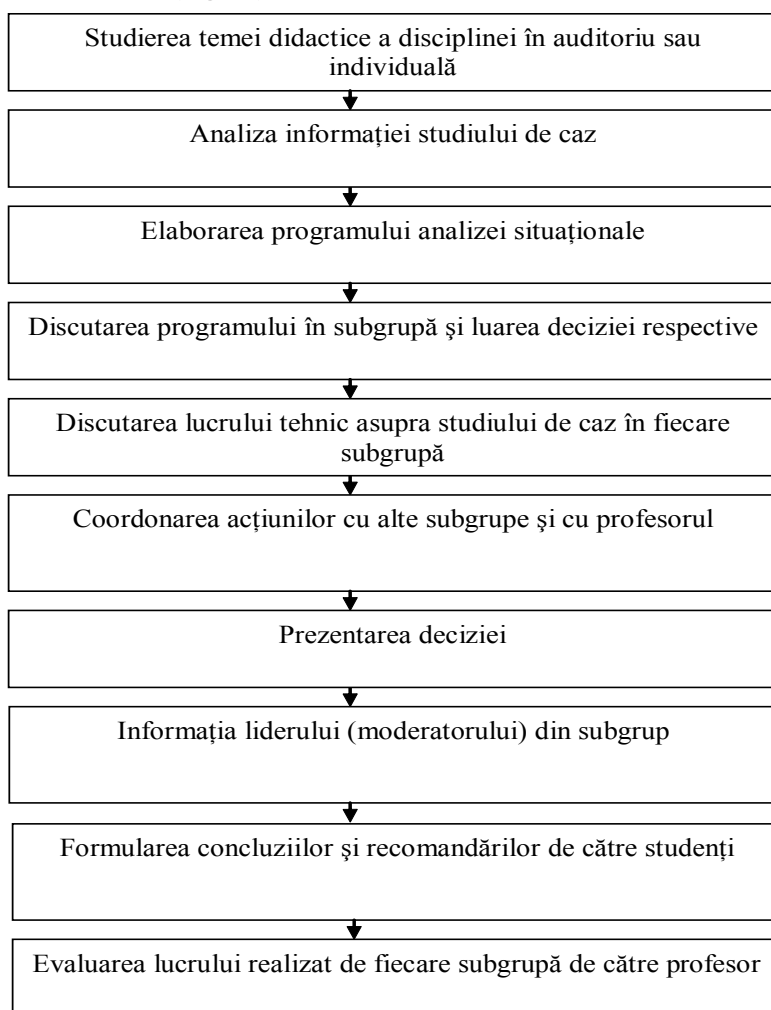 Studierea temei didactice a disciplinei în auditoriu sau
individuală
Analiza informației studiului de caz
Elaborarea programului analizei situaționale
Discutarea programului în subgrupă şi luarea deciziei respective
Discutarea lucrului tehnic asupra studiului de caz în fiecare
subgrupă
Coordonarea acțiunilor cu alte subgrupe şi cu profesorul
Prezentarea deciziei
Informația liderului (moderatorului) din subgrup
Formularea concluziilor şi recomandărilor de către studenți
Evaluarea lucrului realizat de fiecare subgrupă de către profesor